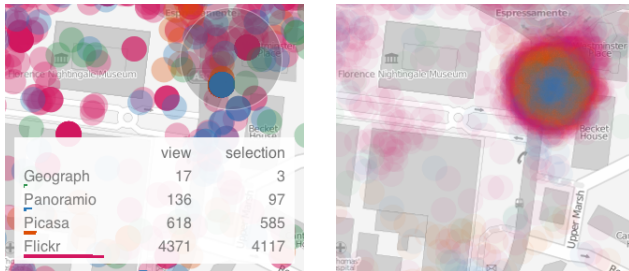 Espressamente
Florence Nightingale Museum
Becket
House
view selection
Geograph 17 3
Panoramio 136 97
Picasa 618 585
Flickr 4371 4117
Espressamente
Florence Nightingale Museum
Becket
House
Upper Marsh